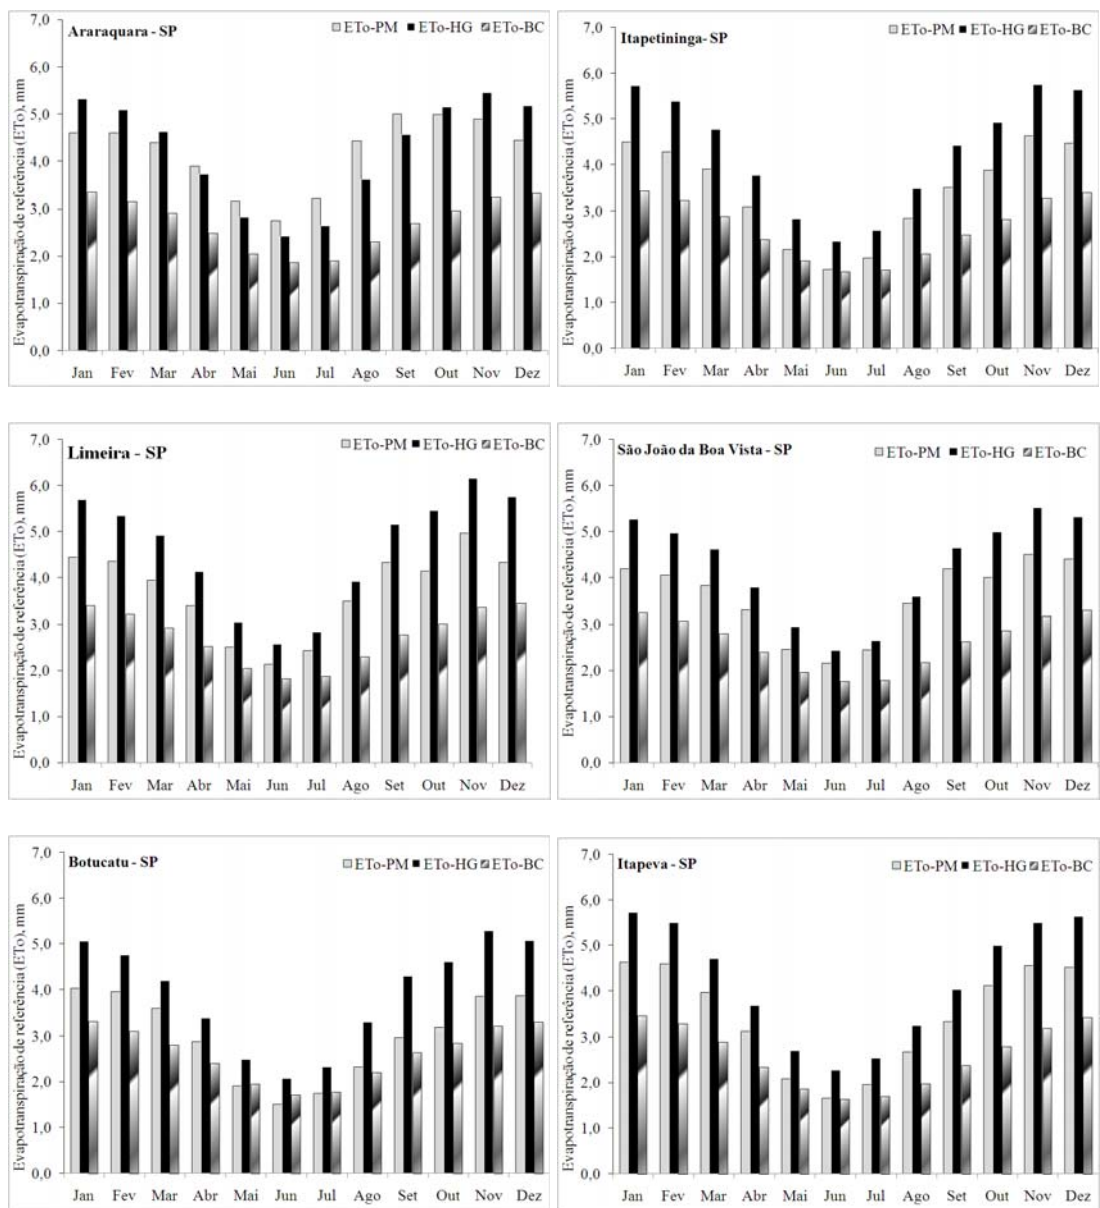 Araraquara - SP
ETo-PM ETo-HG ETo-BC
Evapotranspiração de referência (ETo), mm
7,0
6,0
5,0
4,0
3,0
2,0
1,0
0,0
Jan Fev Mar Abr Mai Jun Jul Ago Set Out Nov Dez
Itapetininga- SP
ETo-PM ETo-HG ETo-BC
Evapotranspiração de referência (ETo), mm
7,0
6,0
5,0
4,0
3,0
2,0
1,0
0,0
Jan Fev Mar Abr Mai Jun Jul Ago Set Out Nov Dez
Limeira - SP
ETo-PM ETo-HG ETo-BC
Evapotranspiração de referência (ETo), mm
7,0
6,0
5,0
4,0
3,0
2,0
1,0
0,0
Jan Fev Mar Abr Mai Jun Jul Ago Set Out Nov Dez
São João da Boa Vista - SP
ETo-PM ETo-HG ETo-BC
Evapotranspiração de referência (ETo), mm
7,0
6,0
5,0
4,0
3,0
2,0
1,0
0,0
Jan Fev Mar Abr Mai Jun Jul Ago Set Out Nov Dez
Botucatu - SP
ETo-PM ETo-HG ETo-BC
Evapotranspiração de referência (ETo), mm
7,0
6,0
5,0
4,0
3,0
2,0
1,0
0,0
Jan Fev Mar Abr Mai Jun Jul Ago Set Out Nov Dez
Itapeva - SP
ETo-PM ETo-HG ETo-BC
Evapotranspiração de referência (ETo), mm
7,0
6,0
5,0
4,0
3,0
2,0
1,0
0,0
Jan Fev Mar Abr Mai Jun Jul Ago Set Out Nov Dez